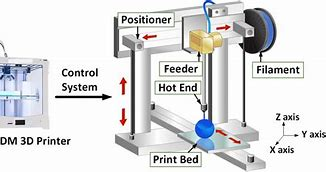 Positioner
Control
System
Feeder
Filament
Hot End
DM 3D Printer
Print Bed
Z axis
Y axis
X axis